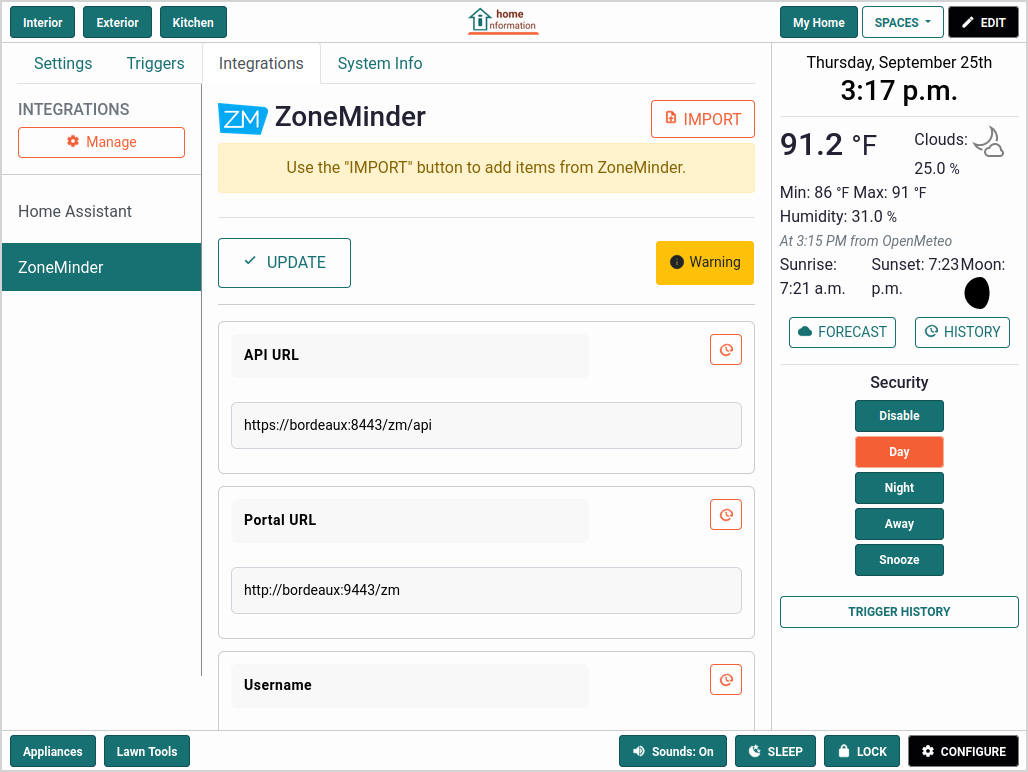 Interior
Exterior
Kitchen
home
information
My Home
SPACES
EDIT
Settings
Triggers
Integrations
System Info
INTEGRATIONS
Manage
Home Assistant
ZoneMinder
ZM ZoneMinder
IMPORT
Use the "IMPORT" button to add items from ZoneMinder.
UPDATE
Warning
API URL
https://bordeaux:8443/zm/api
Portal URL
http://bordeaux:9443/zm
Username
Thursday, September 25th
3:17 p.m.
91.2 °F
Clouds:
25.0 %
Min: 86 °F Max: 91 °F
Humidity: 31.0 %
At 3:15 PM from OpenMeteo
Sunrise:
7:21 a.m.
Sunset: 7:23
p.m.
Moon:
FORECAST
HISTORY
Security
Disable
Day
Night
Away
Snooze
TRIGGER HISTORY
Appliances
Lawn Tools
Sounds: On
SLEEP
LOCK
CONFIGURE